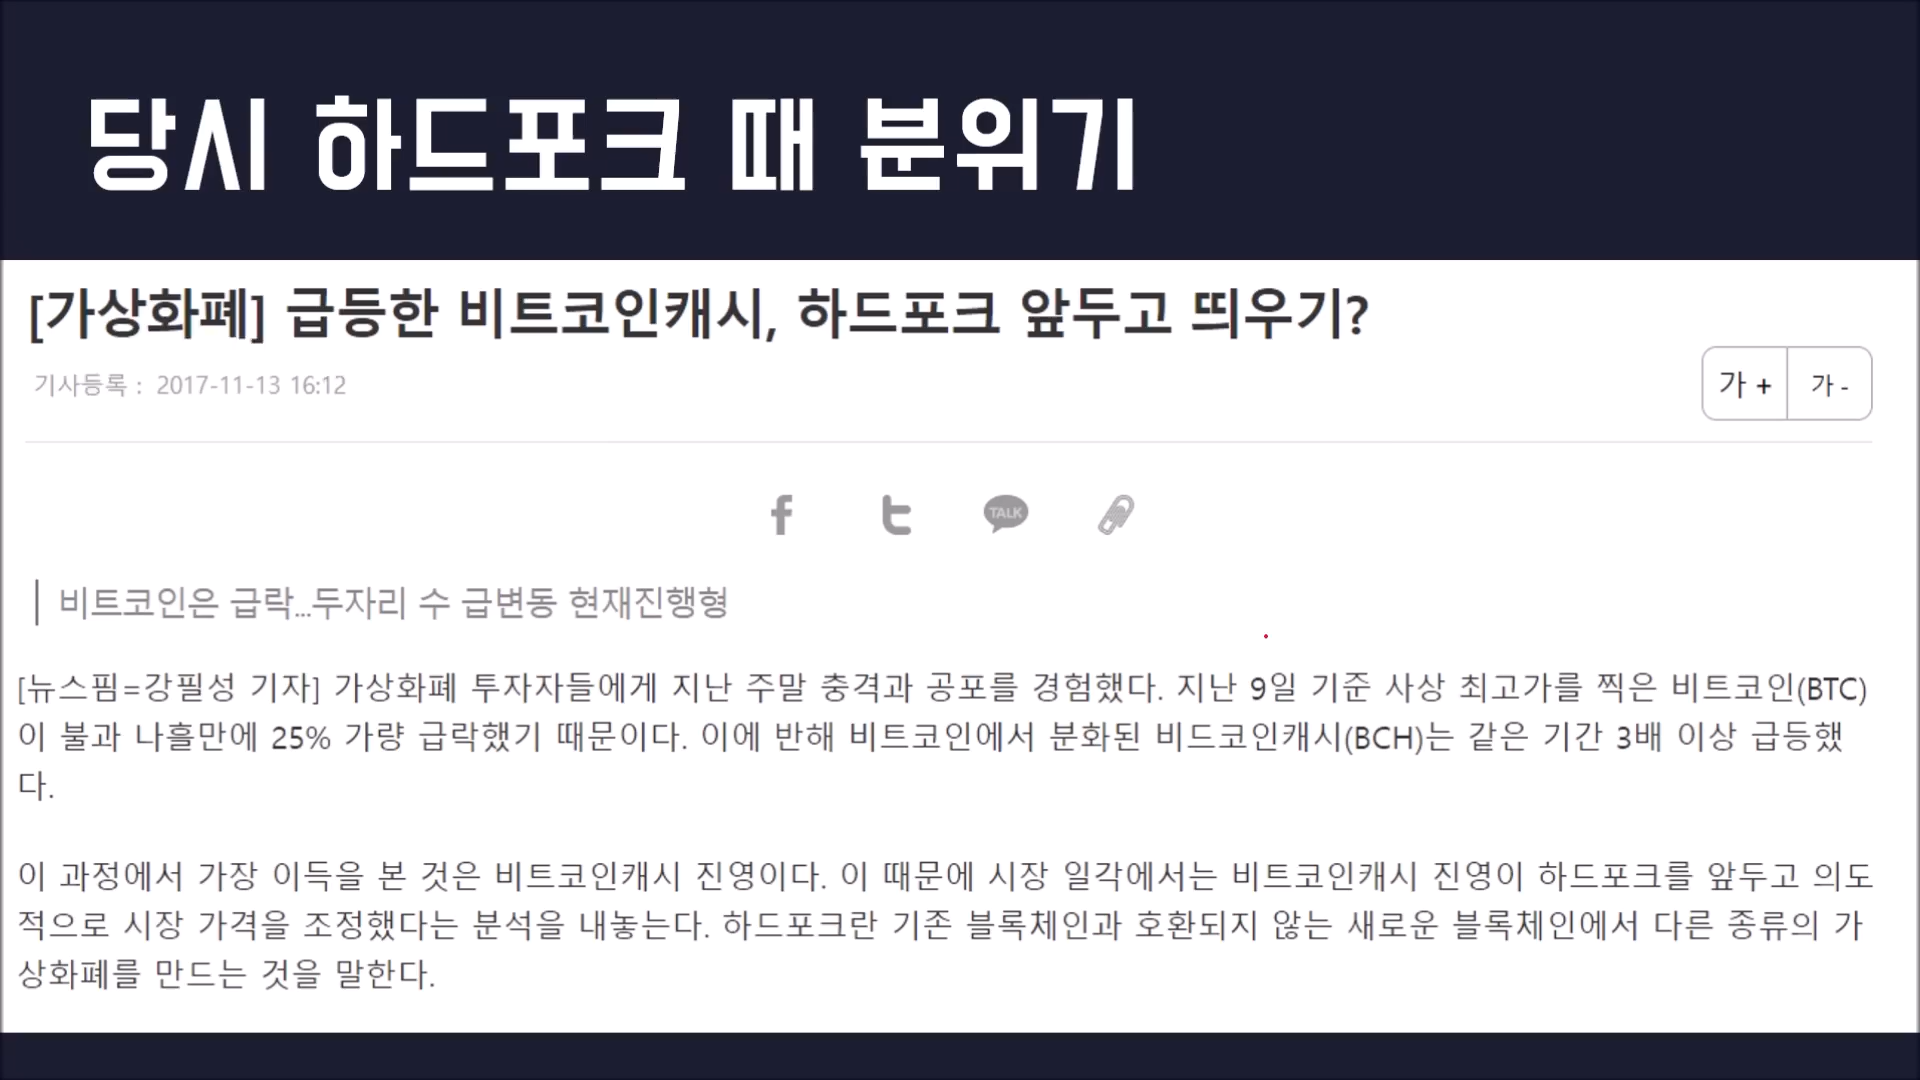 당시 하드포크 때 분위기
[가상화폐] 급등한 비트코인캐시, 하드포크 앞두고 띄우기?
기사등록 : 2017-11-13 16:12
가 + 가 -
TALK
비트코인은 급락...두자리 수 급변동 현재진행형
[뉴스핌=강필성 기자] 가상화폐 투자자들에게 지난 주말 충격과 공포를 경험했다. 지난 9일 기준 사상 최고가를 찍은 비트코인(BTC)
이 불과 나흘만에 25% 가량 급락했기 때문이다. 이에 반해 비트코인에서 분화된 비드코인캐시(BCH)는 같은 기간 3배 이상 급등했
다.
이 과정에서 가장 이득을 본 것은 비트코인캐시 진영이다. 이 때문에 시장 일각에서는 비트코인캐시 진영이 하드포크를 앞두고 의도
적으로 시장 가격을 조정했다는 분석을 내놓는다. 하드포크란 기존 블록체인과 호환되지 않는 새로운 블록체인에서 다른 종류의 가
상화폐를 만드는 것을 말한다.